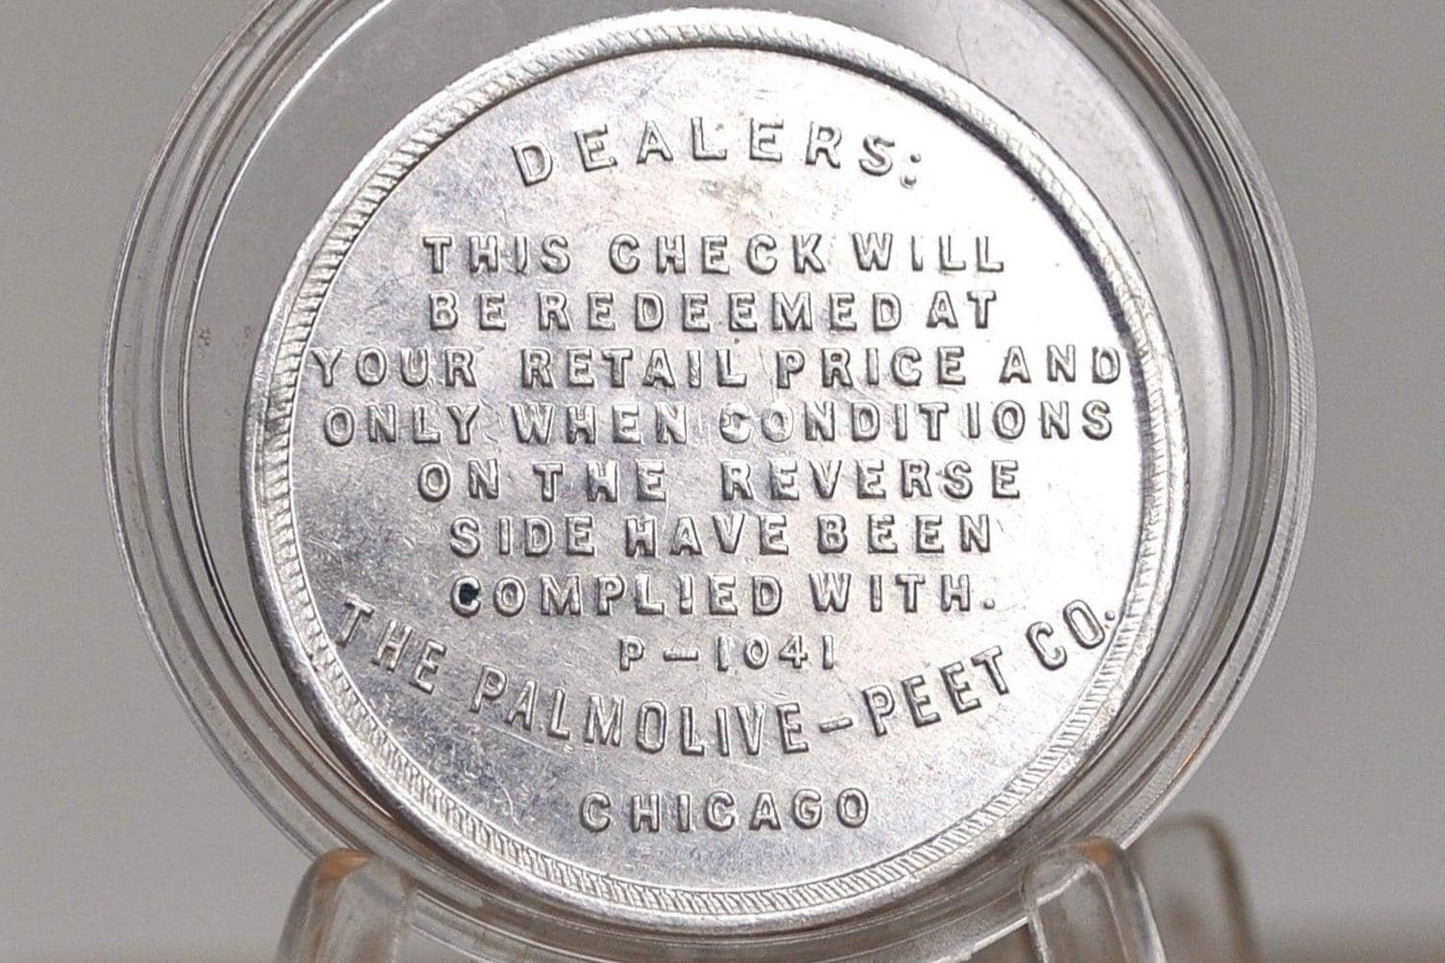 DEALERS:
THIS CHECK WILL
BE REDEEMED AT
YOUR RETAIL PRICE AND
ONLY WHEN CONDITIONS
ON THE REVERSE
SIDE HAVE BEEN
COMPLIED WITH.
P-1041
THE PALMOLIVE-PEET CO.
CHICAGO